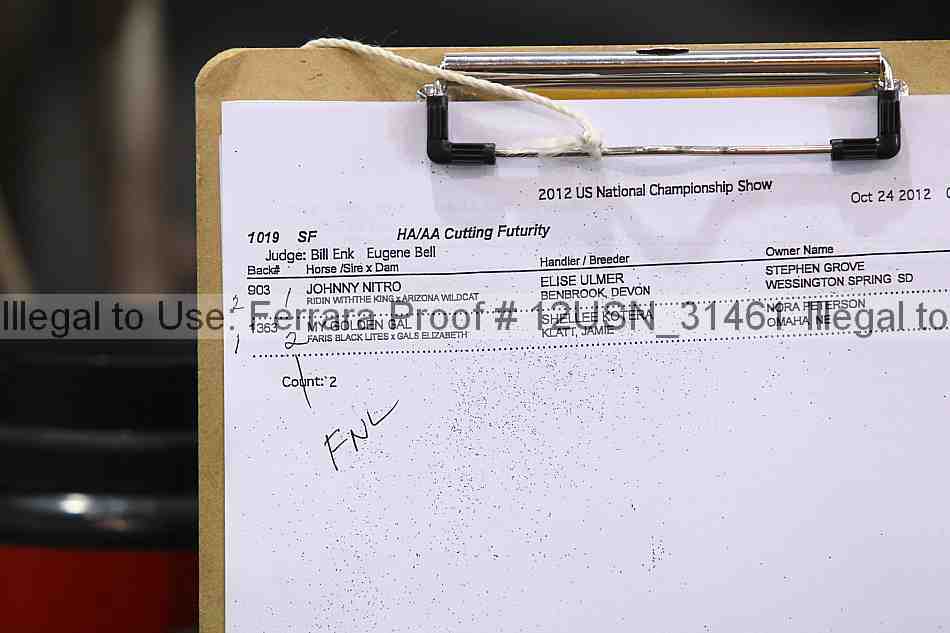 2012 US National Championship Show
Oct 24 2012
1019 SF HA/AA Cutting Futurity
Judge: Bill Enk Eugene Bell
Back# Horse /Sire x Dam Handler / Breeder Owner Name
903 1 JOHNNY NITRO ELISE ULMER STEPHEN GROVE
2 RIDIN WITHTHE KING x ARIZONA WILDCAT BENBROOK, DEVON WESSINGTON SPRING SD
Illegal to Use: Ferrara Proof # Illegal to
1363 MY GOLDEN GAL SHELLEE KOTERA NORA PETERSON
1 2 FARIS BLACK LITES x GALS ELIZABETH KLATT, JAMIE OMAHA, NE
Count: 2
FNL